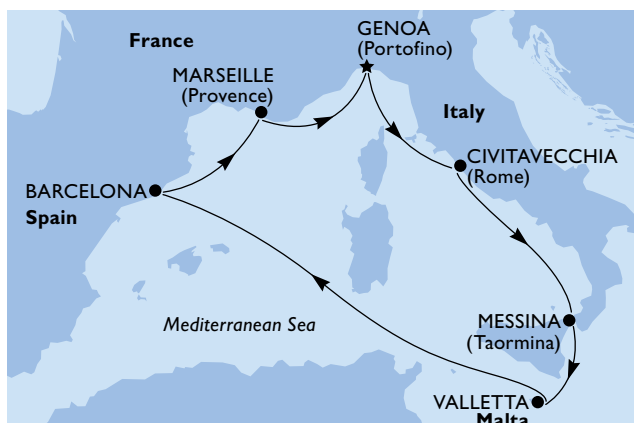 GENOA
(Portofino)
France
MARSEILLE
(Provence)
Italy
CIVITAVECCHIA
(Rome)
BARCELONA
Spain
Mediterranean Sea
MESSINA
(Taormina)
VALLETTA
Malta